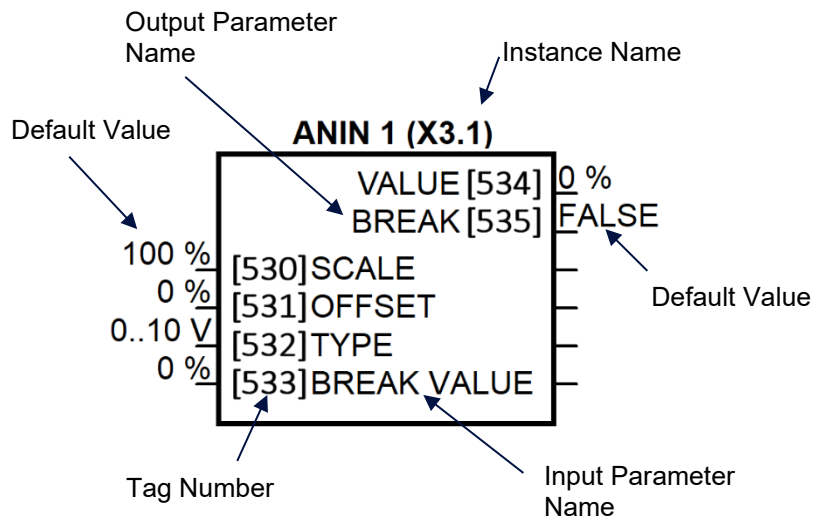 Output Parameter
Name
Instance Name
Default Value
ANIN 1 (X3.1)
VALUE [534] 0 %
BREAK [535] FALSE
100 % [530] SCALE
0 % [531] OFFSET
0..10 V [532] TYPE
0 % [533] BREAK VALUE
Default Value
Tag Number
Input Parameter
Name